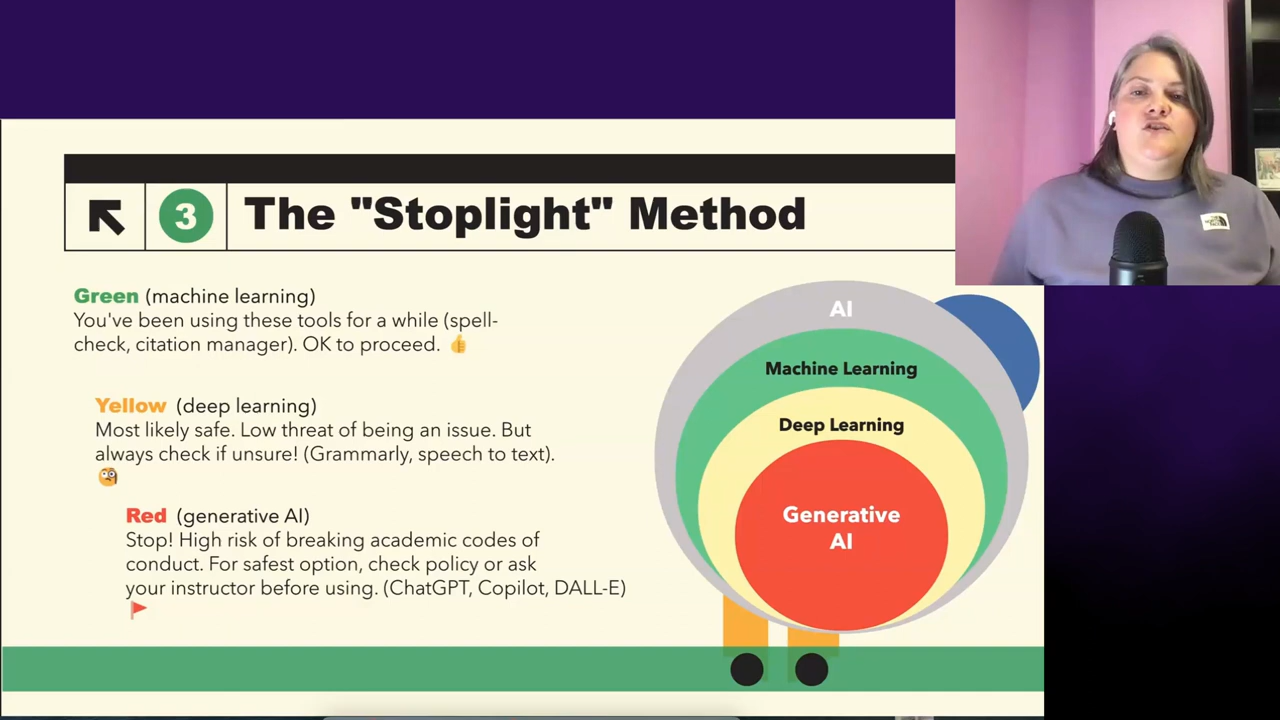 3 The "Stoplight" Method
Green (machine learning)
You've been using these tools for a while (spell-
check, citation manager). OK to proceed. 👍
Yellow (deep learning)
Most likely safe. Low threat of being an issue. But
always check if unsure! (Grammarly, speech to text).
🧐
Red (generative AI)
Stop! High risk of breaking academic codes of
conduct. For safest option, check policy or ask
your instructor before using. (ChatGPT, Copilot, DALL-E)
🚩
AI
Machine Learning
Deep Learning
Generative
AI